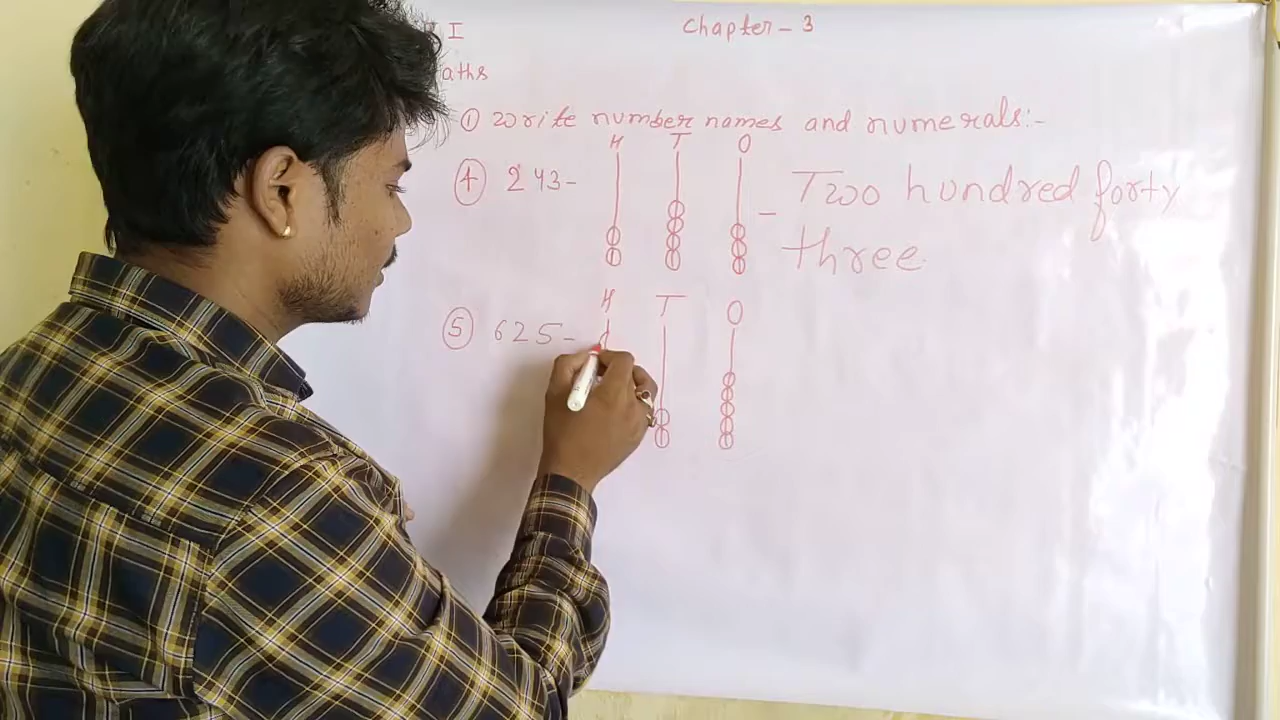 I Chapter - 3
aths
① Write number names and numerals:-
H T O
④ 243 - - Two hundred forty
three
H T O
⑤ 625 -